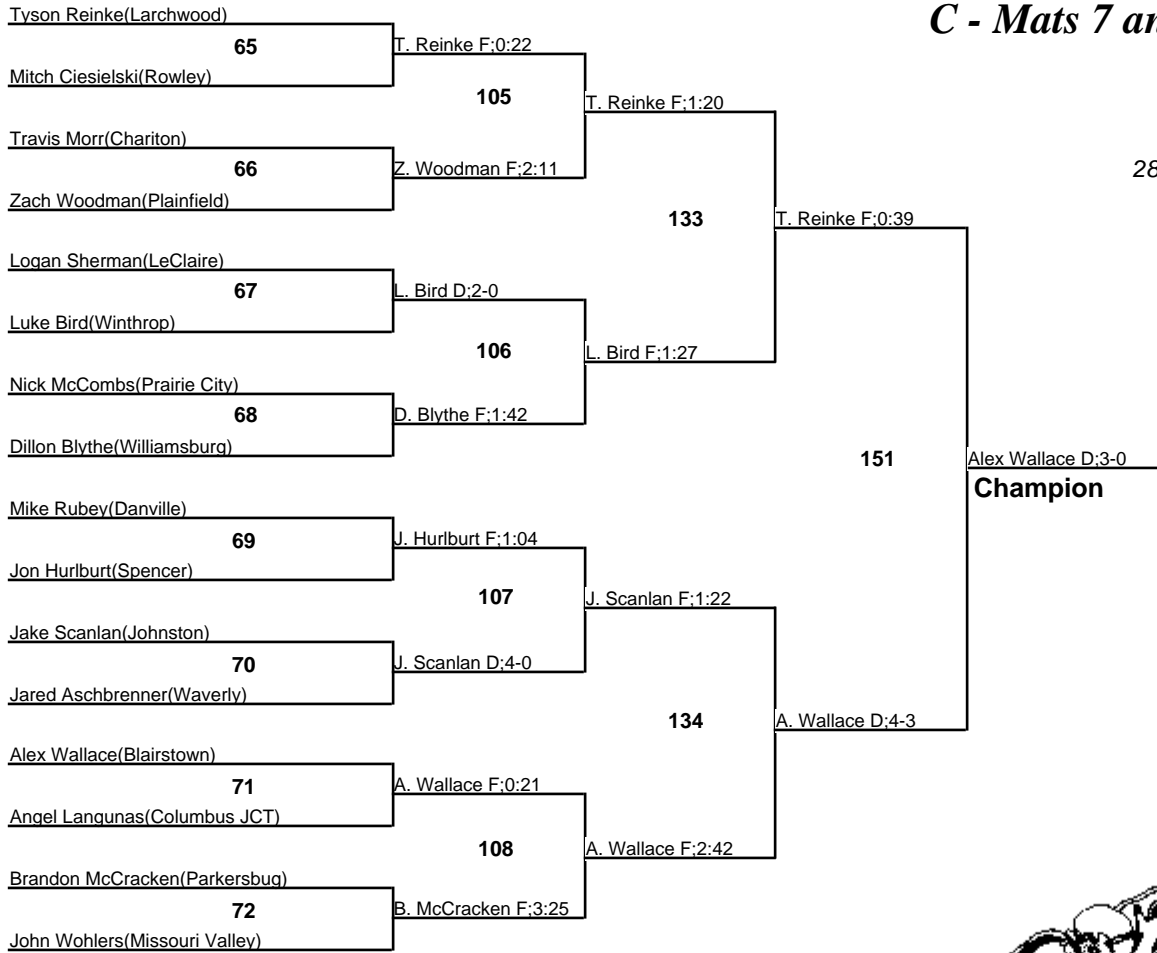 C - Mats 7 an
28
Tyson Reinke(Larchwood)
65
Mitch Ciesielski(Rowley)
T. Reinke F;0:22
105
Travis Morr(Chariton)
66
Zach Woodman(Plainfield)
Z. Woodman F;2:11
T. Reinke F;1:20
133
Logan Sherman(LeClaire)
67
Luke Bird(Winthrop)
L. Bird D;2-0
106
Nick McCombs(Prairie City)
68
Dillon Blythe(Williamsburg)
D. Blythe F;1:42
L. Bird F;1:27
T. Reinke F;0:39
151
Mike Rubey(Danville)
69
Jon Hurlburt(Spencer)
J. Hurlburt F;1:04
107
Jake Scanlan(Johnston)
70
Jared Aschbrenner(Waverly)
J. Scanlan D;4-0
J. Scanlan F;1:22
134
Alex Wallace(Blairstown)
71
Angel Langunas(Columbus JCT)
A. Wallace F;0:21
108
Brandon McCracken(Parkersbug)
72
John Wohlers(Missouri Valley)
B. McCracken F;3:25
A. Wallace F;2:42
A. Wallace D;4-3
Alex Wallace D;3-0
Champion